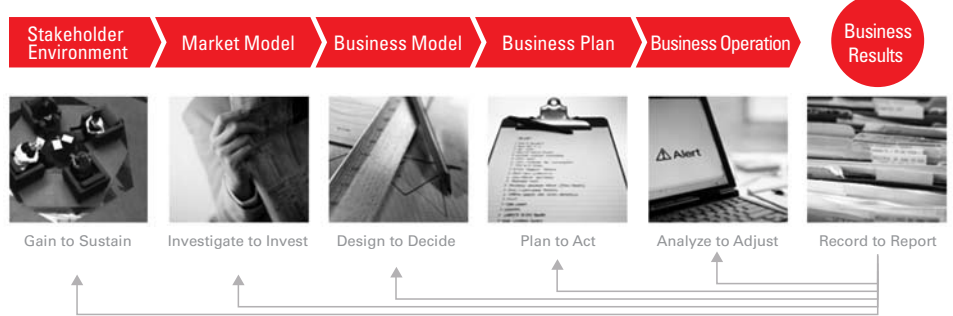 Stakeholder
Environment
Market Model
Business Model
Business Plan
Business Operation
Business
Results
Alert
Gain to Sustain
Investigate to Invest
Design to Decide
Plan to Act
Analyze to Adjust
Record to Report